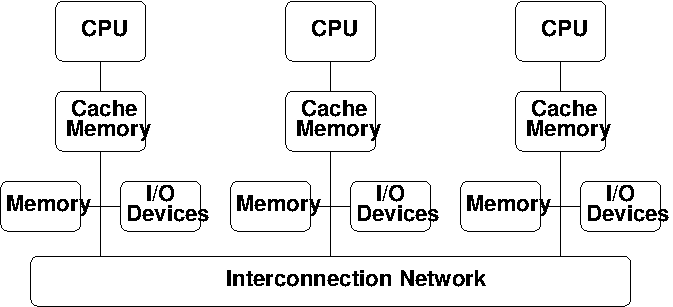 CPU
CPU
CPU
Cache
Memory
Cache
Memory
Cache
Memory
Memory
I/O
Devices
Memory
I/O
Devices
Memory
I/O
Devices
Interconnection Network